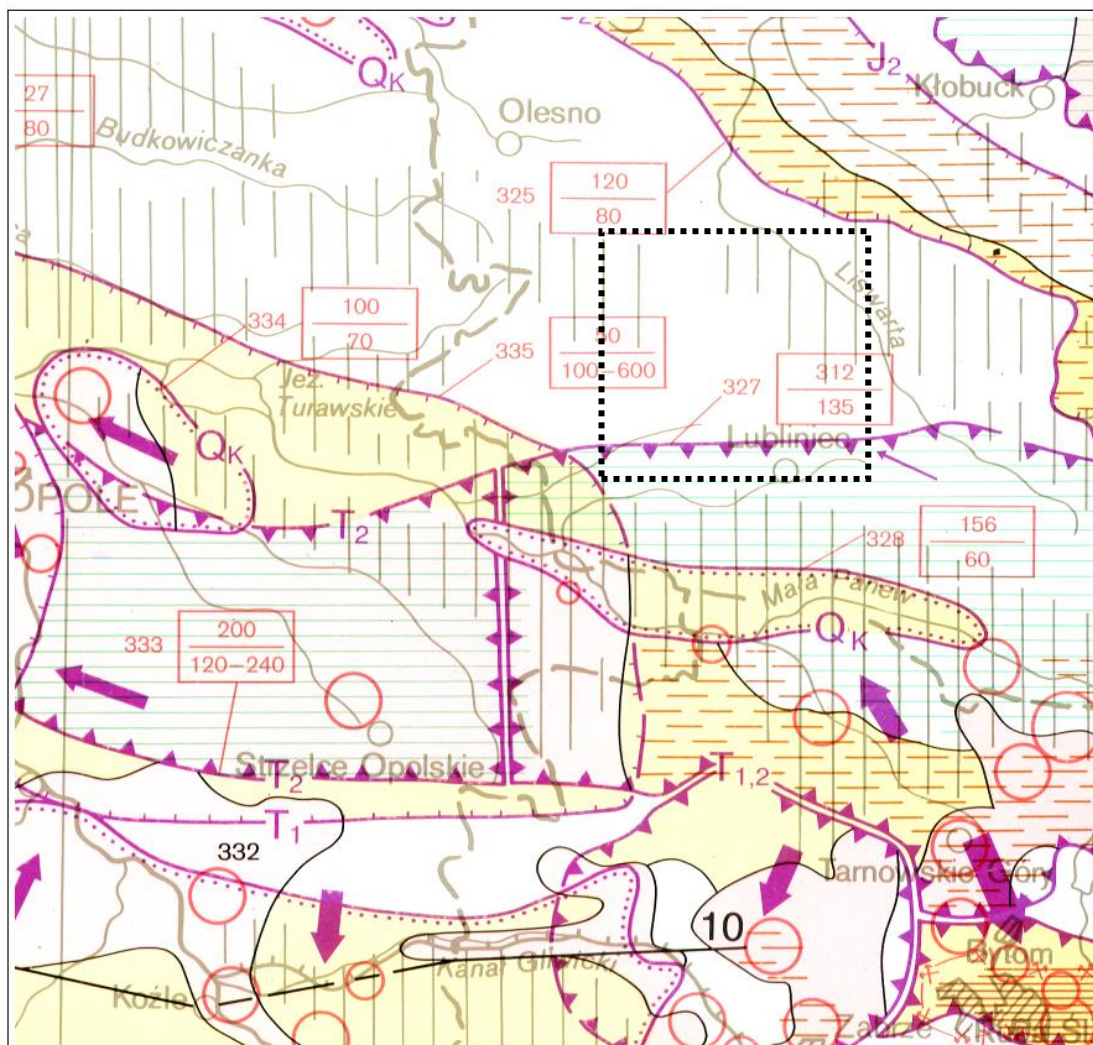 J2
QK
J2
Kłobuck
27
80
Olesno
Budkowiczanka
325
120
80
Liswarta
334
100
70
335
50
100-600
Jez.
Turawskie
327
312
135
QK
Lubliniec
OPOLE
T2
328
156
60
Mała Panew
QK
333
200
120-240
Strzelce Opolskie
T2
T1,2
T1
332
Tarnowskie Góry
10
Bytom
Kanał Gliwicki
Koźle
Zabrze